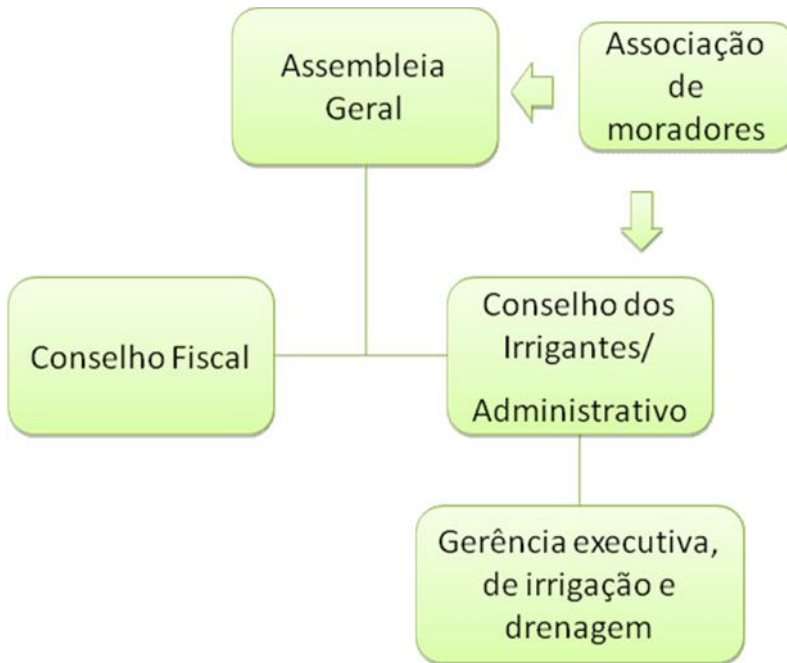 Assembleia
Geral
Associação
de
moradores
Conselho Fiscal
Conselho dos
Irrigantes/
Administrativo
Gerência executiva,
de irrigação e
drenagem